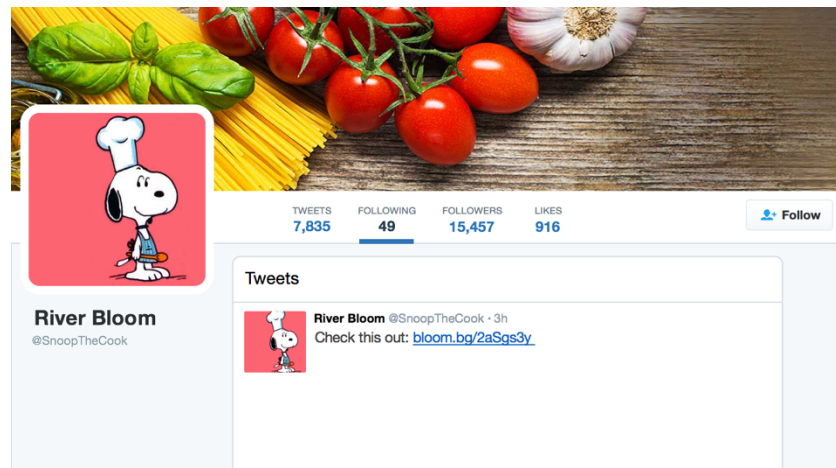 TWEETS FOLLOWING FOLLOWERS LIKES
7,835 49 15,457 916
Follow
Tweets
River Bloom @SnoopTheCook · 3h
Check this out: bloom.bg/2aSgs3y
River Bloom
@SnoopTheCook